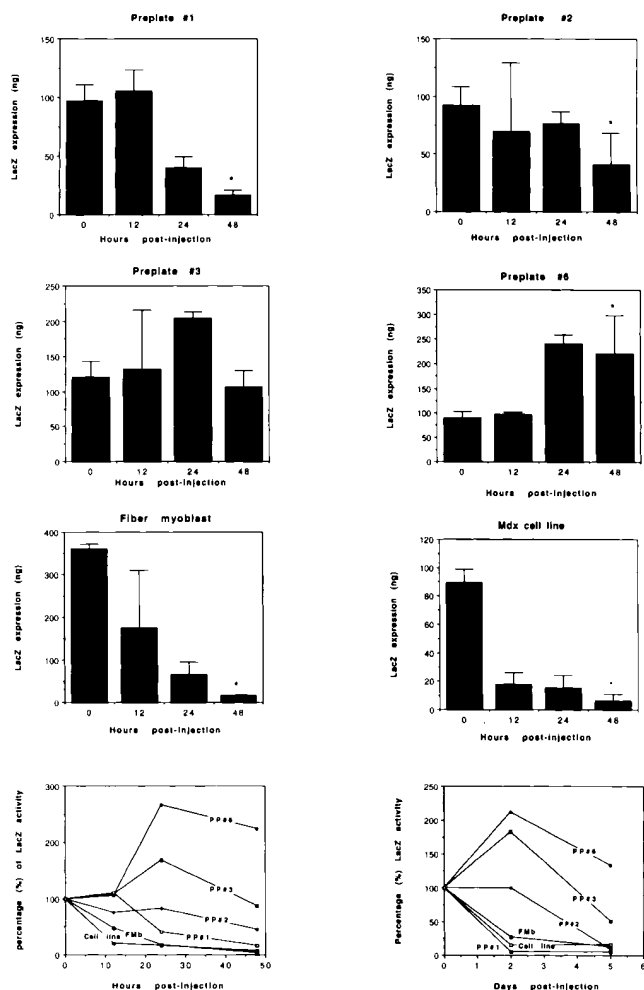 Preplate #1
LacZ expression (ng)
150
100
50
0
0 12 24 48
*
Hours post-injection
Preplate #2
LacZ expression (ng)
150
100
50
0
0 12 24 48
*
Hours post-injection
Preplate #3
LacZ expression (ng)
250
200
150
100
50
0
0 12 24 48
Hours post-injection
Preplate #6
LacZ expression (ng)
350
300
250
200
150
100
50
0
0 12 24 48
*
Hours post-injection
Fiber myoblast
LacZ expression (ng)
400
300
200
100
0
0 12 24 48
*
Hours post-injection
Mdx cell line
LacZ expression (ng)
120
100
80
60
40
20
0
0 12 24 48
*
Hours post-injection
percentage (%) of LacZ activity
300
200
100
0
0 10 20 30 40 50
PP#6
PP#3
PP#2
PP#1
FMb
Cell line
Hours post-injection
Percentage (%) LacZ activity
250
200
150
100
50
0
0 1 2 3 4 5 6
PP#6
PP#3
PP#2
FMb
Cell line
PP#1
Days post-injection